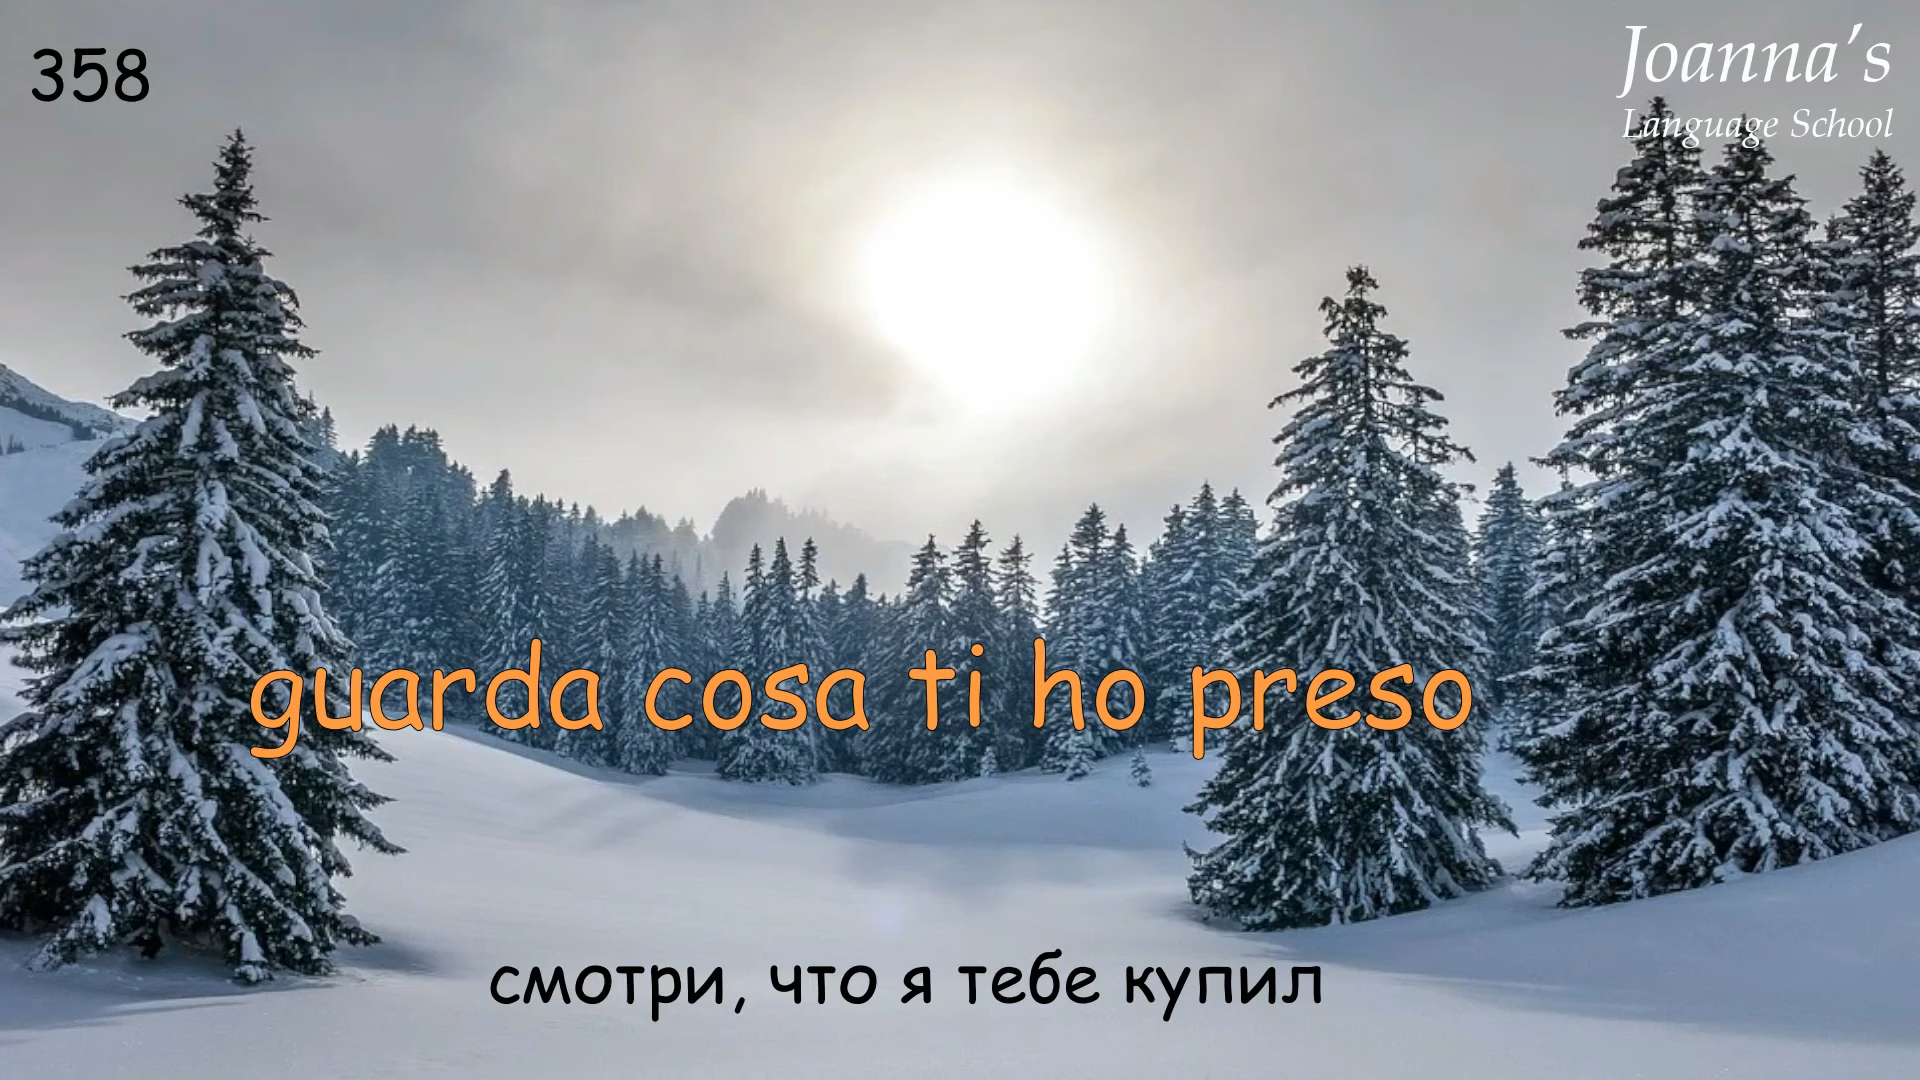 358
Joanna's
Language School
guarda cosa ti ho preso
смотри, что я тебе купил